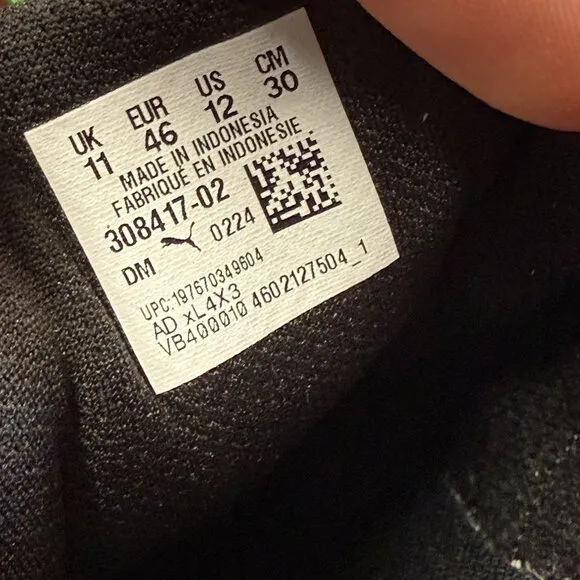 UK EUR US CM
11 46 12 30
MADE IN INDONESIA
FABRIQUE EN INDONESIE
308417-02
DM 0224
UPC:197670349604
AD xL4X3
VB400010 4602127504_1